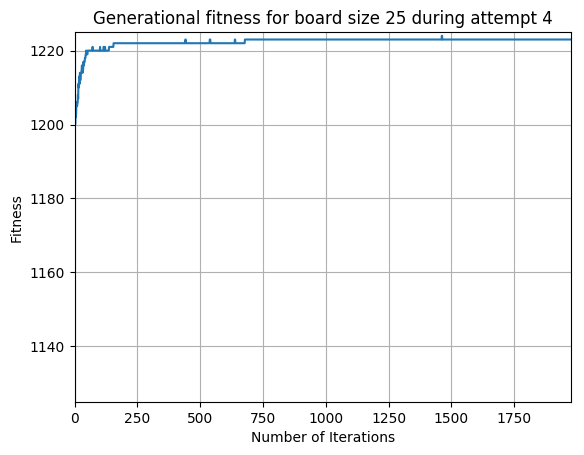 Generational fitness for board size 25 during attempt 4
Fitness
1220
1200
1180
1160
1140
0 250 500 750 1000 1250 1500 1750
Number of Iterations